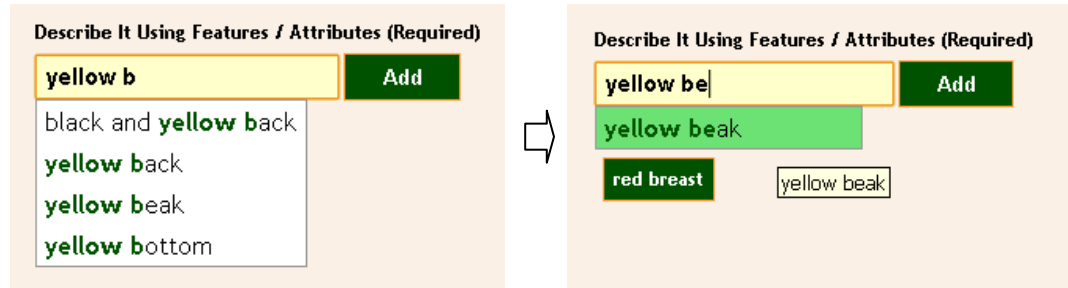 Describe It Using Features / Attributes (Required)
yellow b
Add
black and yellow back
yellow back
yellow beak
yellow bottom
Describe It Using Features / Attributes (Required)
yellow be
Add
yellow beak
red breast
yellow beak